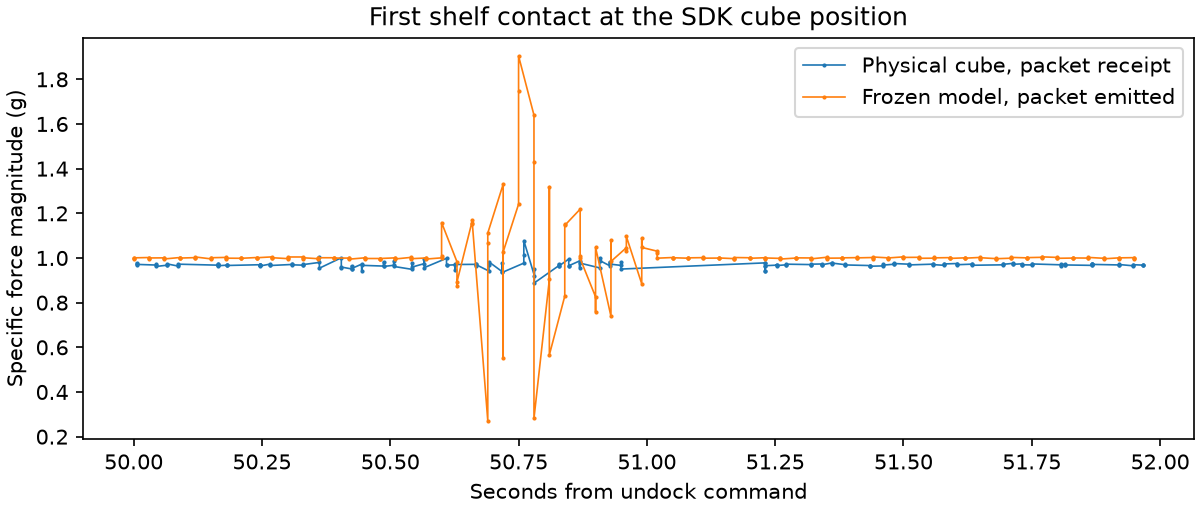 First shelf contact at the SDK cube position
Physical cube, packet receipt
Frozen model, packet emitted
Specific force magnitude (g)
1.8
1.6
1.4
1.2
1.0
0.8
0.6
0.4
0.2
50.00 50.25 50.50 50.75 51.00 51.25 51.50 51.75 52.00
Seconds from undock command